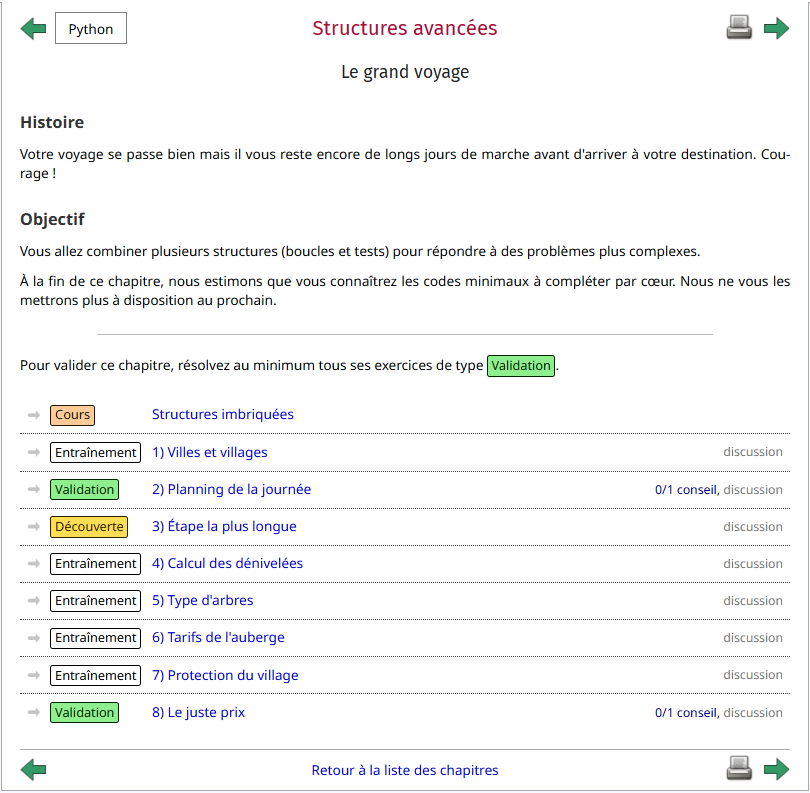 Python
Structures avancées
Le grand voyage
Histoire
Votre voyage se passe bien mais il vous reste encore de longs jours de marche avant d'arriver à votre destination. Cou-
rage !
Objectif
Vous allez combiner plusieurs structures (boucles et tests) pour répondre à des problèmes plus complexes.
À la fin de ce chapitre, nous estimons que vous connaîtrez les codes minimaux à compléter par cœur. Nous ne vous les
mettrons plus à disposition au prochain.
Pour valider ce chapitre, résolvez au minimum tous ses exercices de type Validation.
Cours Structures imbriquées
Entraînement 1) Villes et villages discussion
Validation 2) Planning de la journée 0/1 conseil, discussion
Découverte 3) Étape la plus longue discussion
Entraînement 4) Calcul des dénivelées discussion
Entraînement 5) Type d'arbres discussion
Entraînement 6) Tarifs de l'auberge discussion
Entraînement 7) Protection du village discussion
Validation 8) Le juste prix 0/1 conseil, discussion
Retour à la liste des chapitres